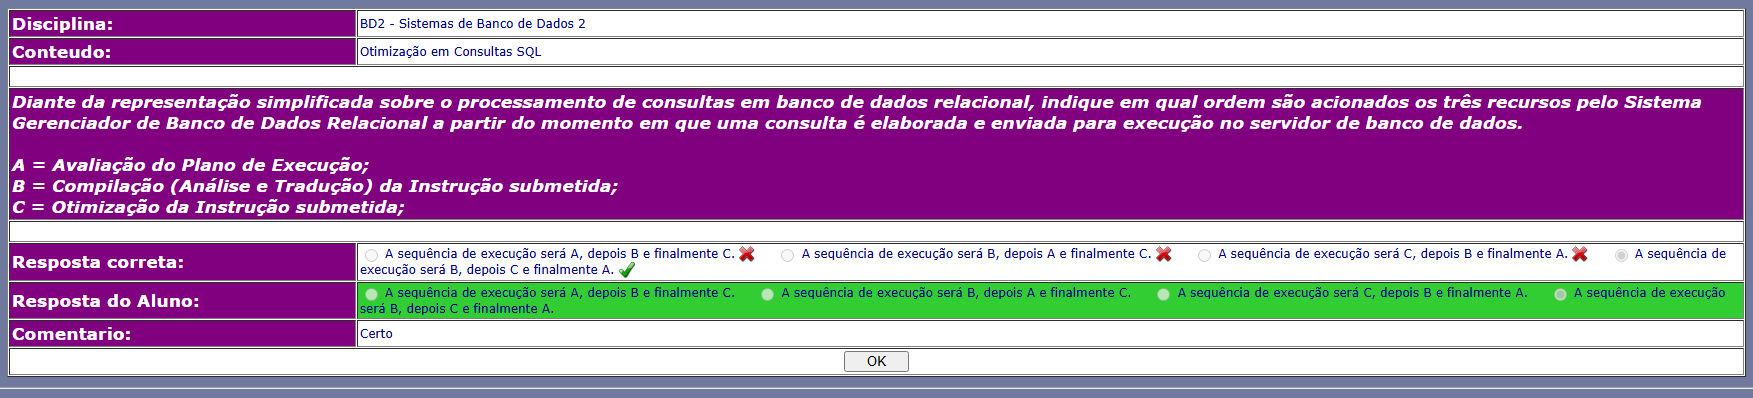 Disciplina: BD2 - Sistemas de Banco de Dados 2
Conteudo: Otimização em Consultas SQL
Diante da representação simplificada sobre o processamento de consultas em banco de dados relacional, indique em qual ordem são acionados os três recursos pelo Sistema
Gerenciador de Banco de Dados Relacional a partir do momento em que uma consulta é elaborada e enviada para execução no servidor de banco de dados.
A = Avaliação do Plano de Execução;
B = Compilação (Análise e Tradução) da Instrução submetida;
C = Otimização da Instrução submetida;
Resposta correta: A sequência de execução será A, depois B e finalmente C. A sequência de execução será B, depois A e finalmente C. A sequência de execução será C, depois B e finalmente A. A sequência de
execução será B, depois C e finalmente A.
Resposta do Aluno: A sequência de execução será A, depois B e finalmente C. A sequência de execução será B, depois A e finalmente C. A sequência de execução será C, depois B e finalmente A. A sequência de execução
será B, depois C e finalmente A.
Comentario: Certo
OK